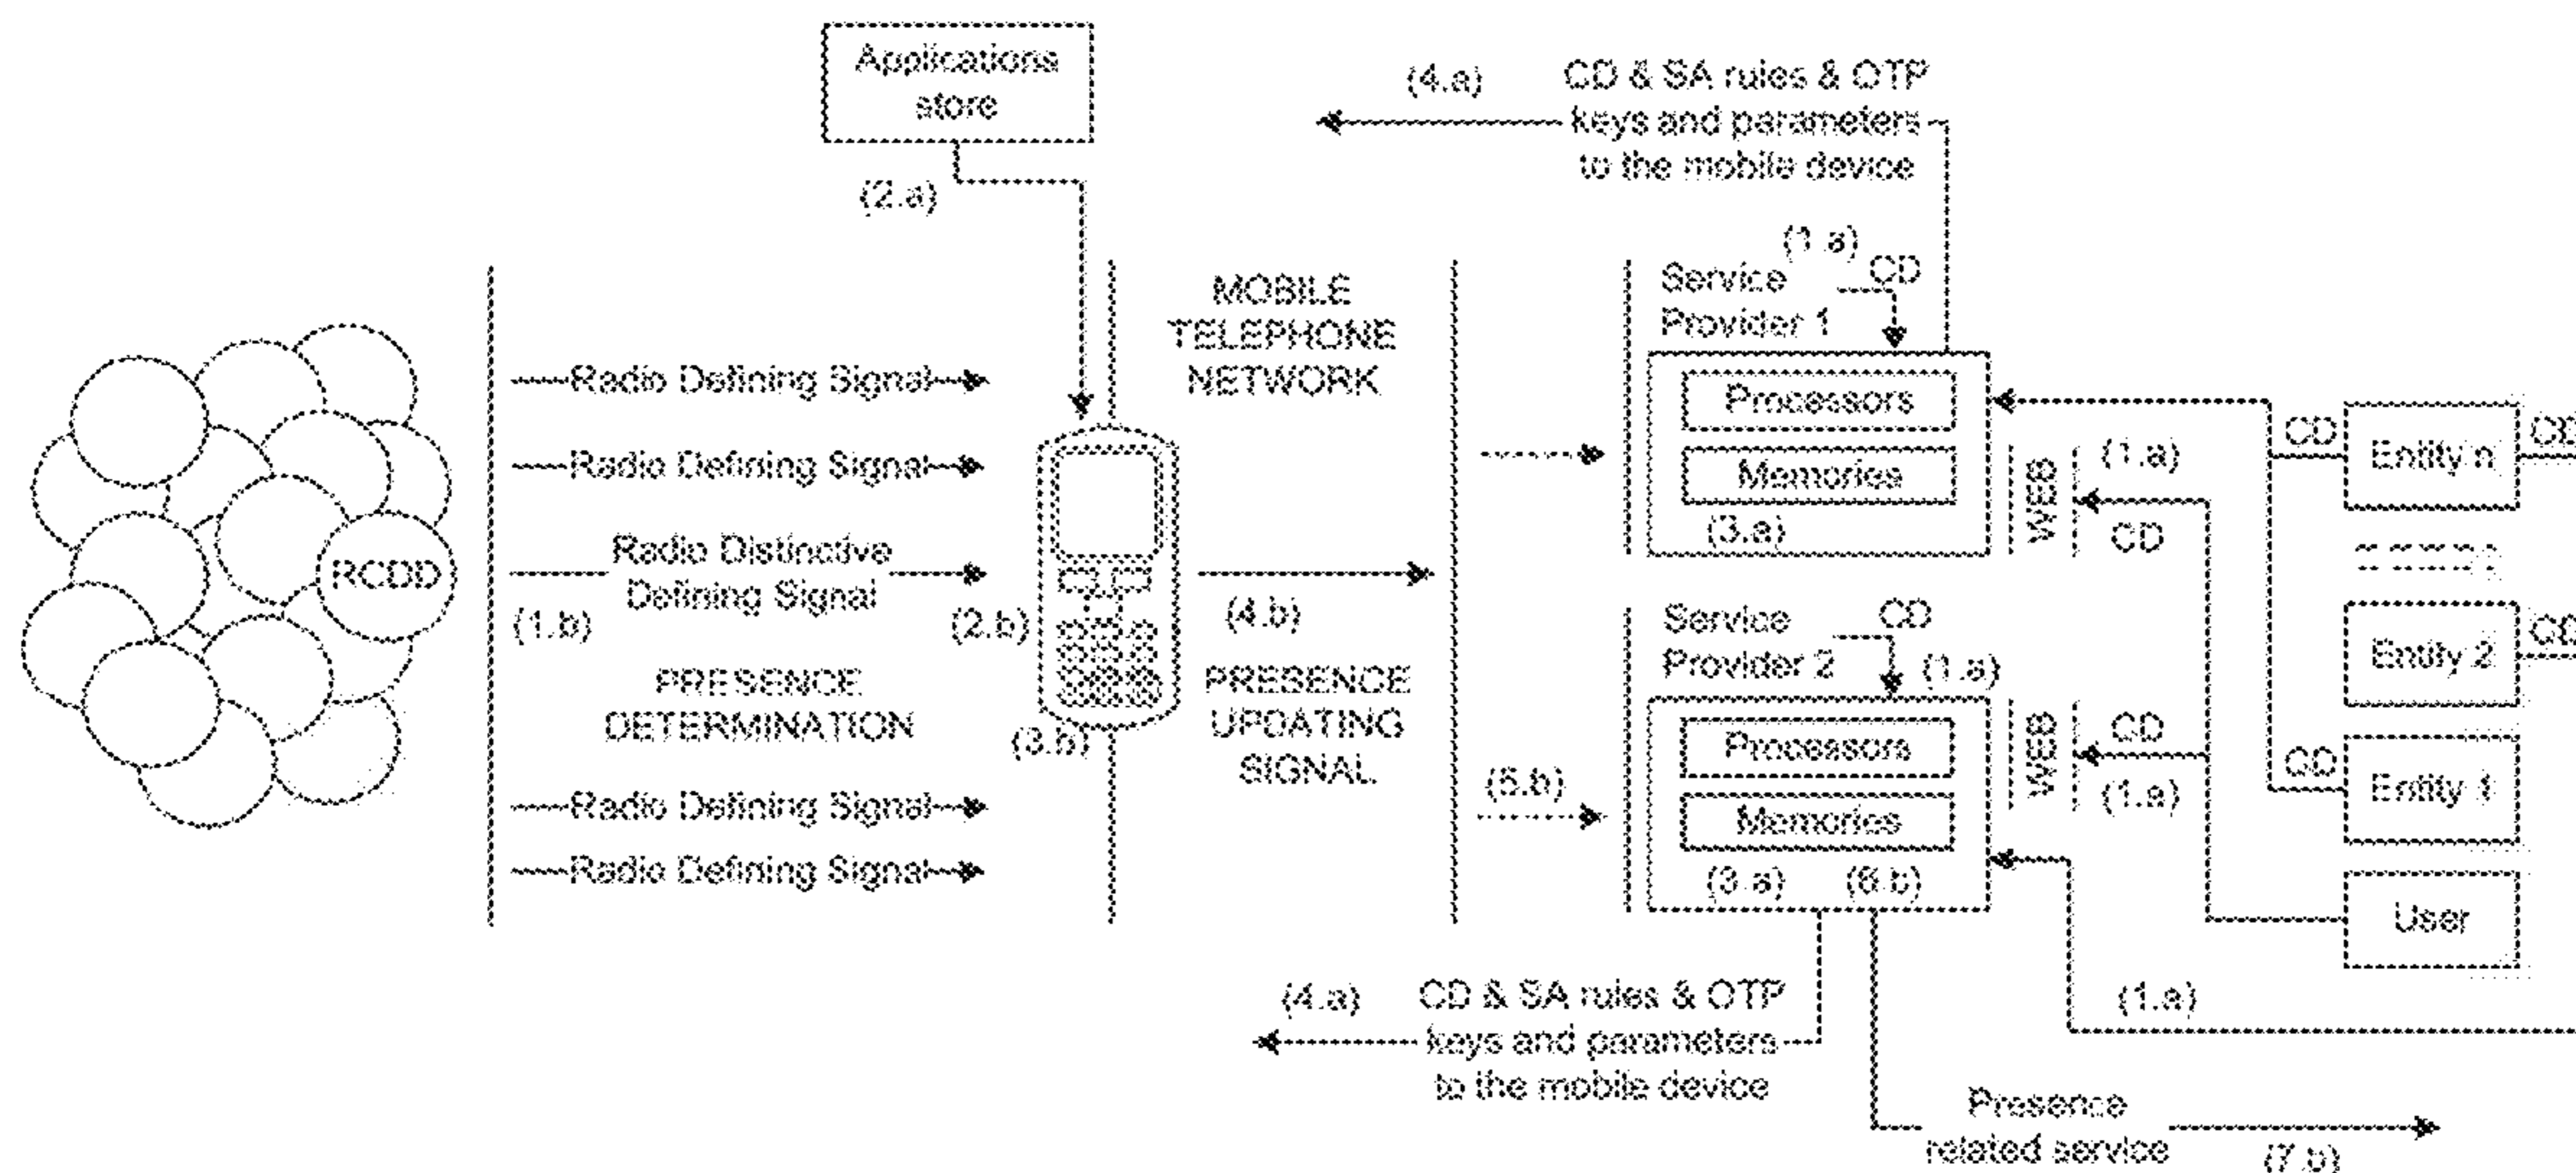 Applications
store
(2.a)
(4.a)
CD & SA rules & OTP
keys and parameters
to the mobile device
(1.a)
CD
Service
Provider 1
MOBILE
TELEPHONE
NETWORK
Radio Defining Signal
Radio Defining Signal
Radio Distinctive
Defining Signal
RCDD
(1.b)
(2.b)
(3.b)
PRESENCE
DETERMINATION
Radio Defining Signal
Radio Defining Signal
(4.b)
PRESENCE
UPDATING
SIGNAL
Processors
Memories
(3.a)
WEB
(1.a)
CD
CD
Entity n
CD
Service
Provider 2
CD
(1.a)
Entity 2
CD
Processors
Memories
(3.a)
(6.b)
(5.b)
WEB
CD
(1.a)
CD
Entity 1
User
(1.a)
(4.a)
CD & SA rules & OTP
keys and parameters
to the mobile device
Presence
related service
(7.b)